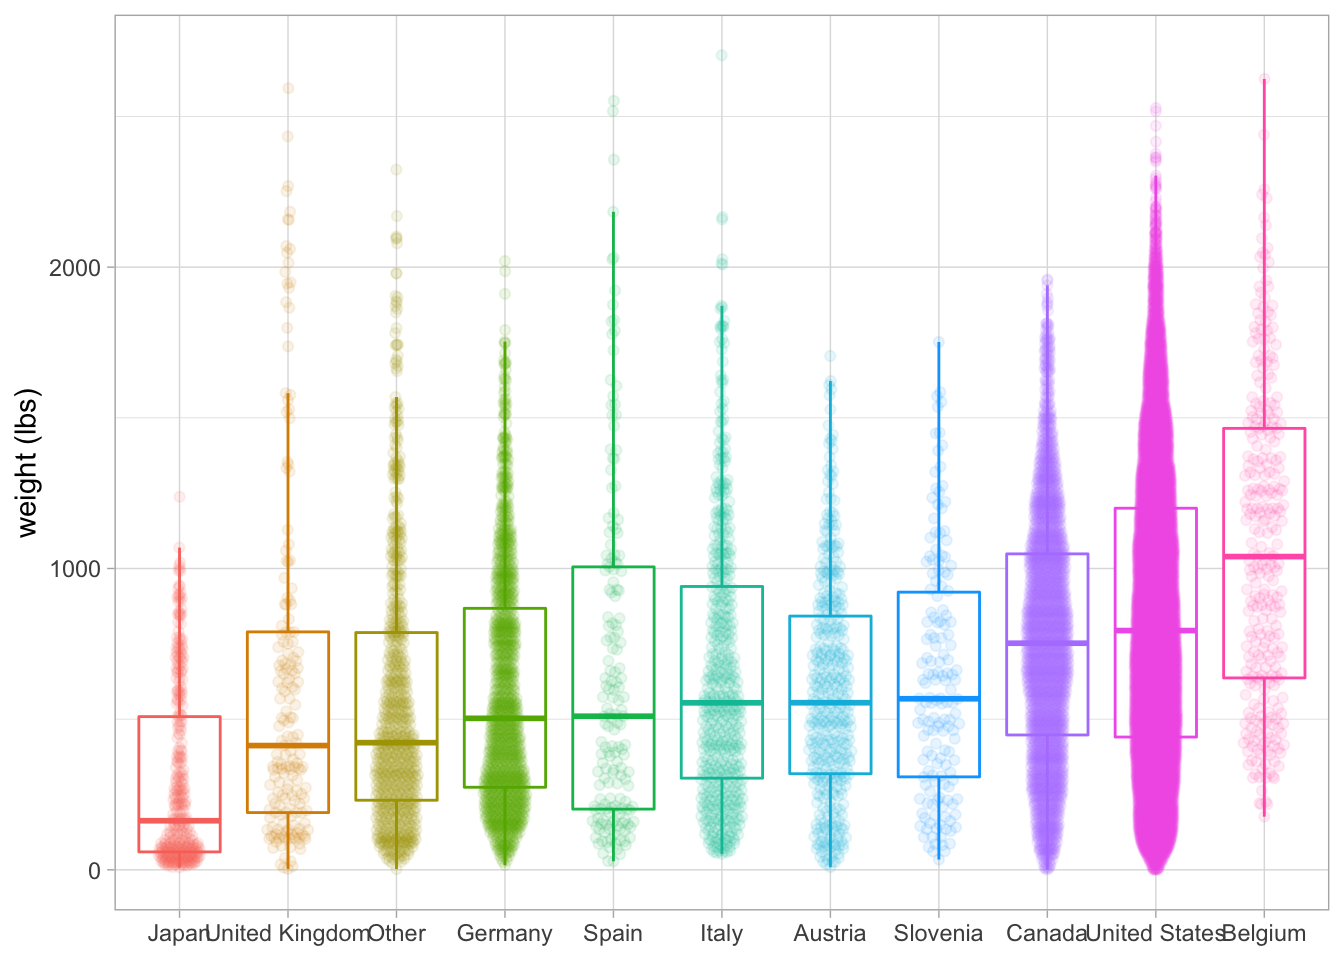 weight (lbs)
2000
1000
0
Japan United Kingdom Other Germany Spain Italy Austria Slovenia Canada United States Belgium